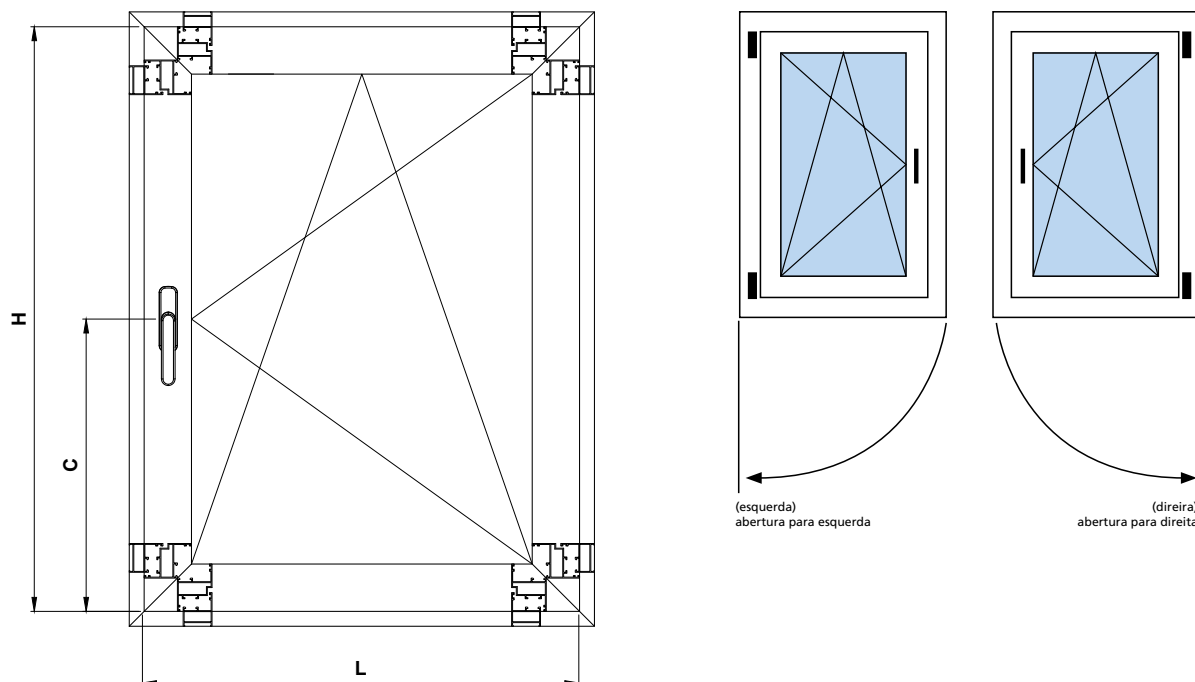 H
C
L
(esquerda)
abertura para esquerda
(direira)
abertura para direita